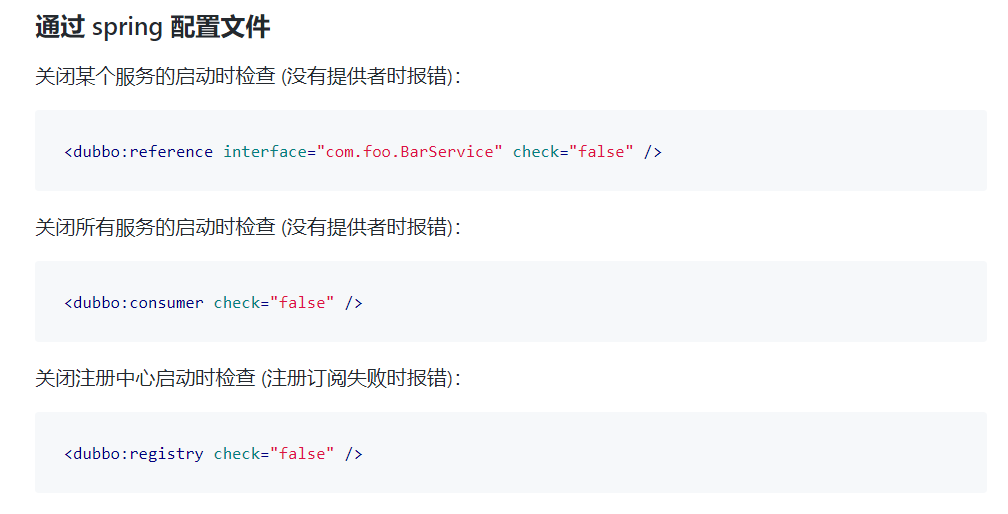 通过 spring 配置文件
关闭某个服务的启动时检查 (没有提供者时报错)：
<dubbo:reference interface="com.foo.BarService" check="false" />
关闭所有服务的启动时检查 (没有提供者时报错)：
<dubbo:consumer check="false" />
关闭注册中心启动时检查 (注册订阅失败时报错)：
<dubbo:registry check="false" />